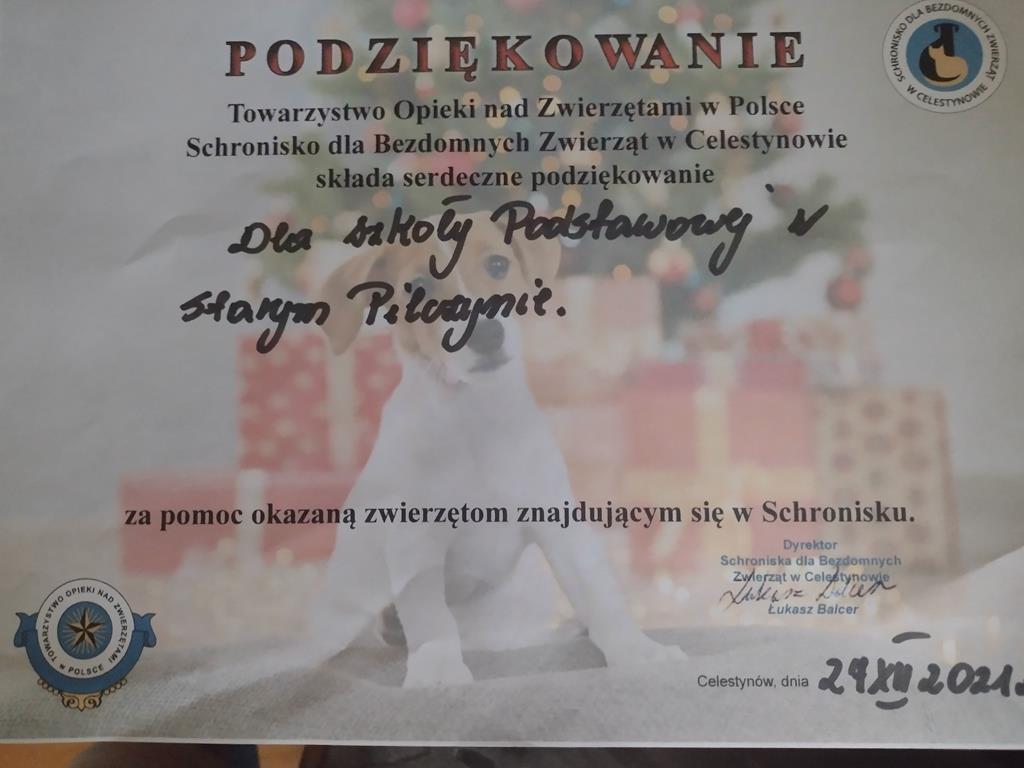 PODZIĘKOWANIE
SCHRONISKO DLA BEZDOMNYCH ZWIERZĄT
W CELESTYNOWIE
Towarzystwo Opieki nad Zwierzętami w Polsce
Schronisko dla Bezdomnych Zwierząt w Celestynowie
składa serdeczne podziękowanie
Dla szkoły Podstawowej w
Starym Pilczynie.
za pomoc okazaną zwierzętom znajdującym się w Schronisku.
Dyrektor
Schroniska dla Bezdomnych
Zwierząt w Celestynowie
Łukasz Balcer
Łukasz Balcer
TOWARZYSTWO OPIEKI NAD ZWIERZĘTAMI
W POLSCE
Celestynów, dnia XII 2021.